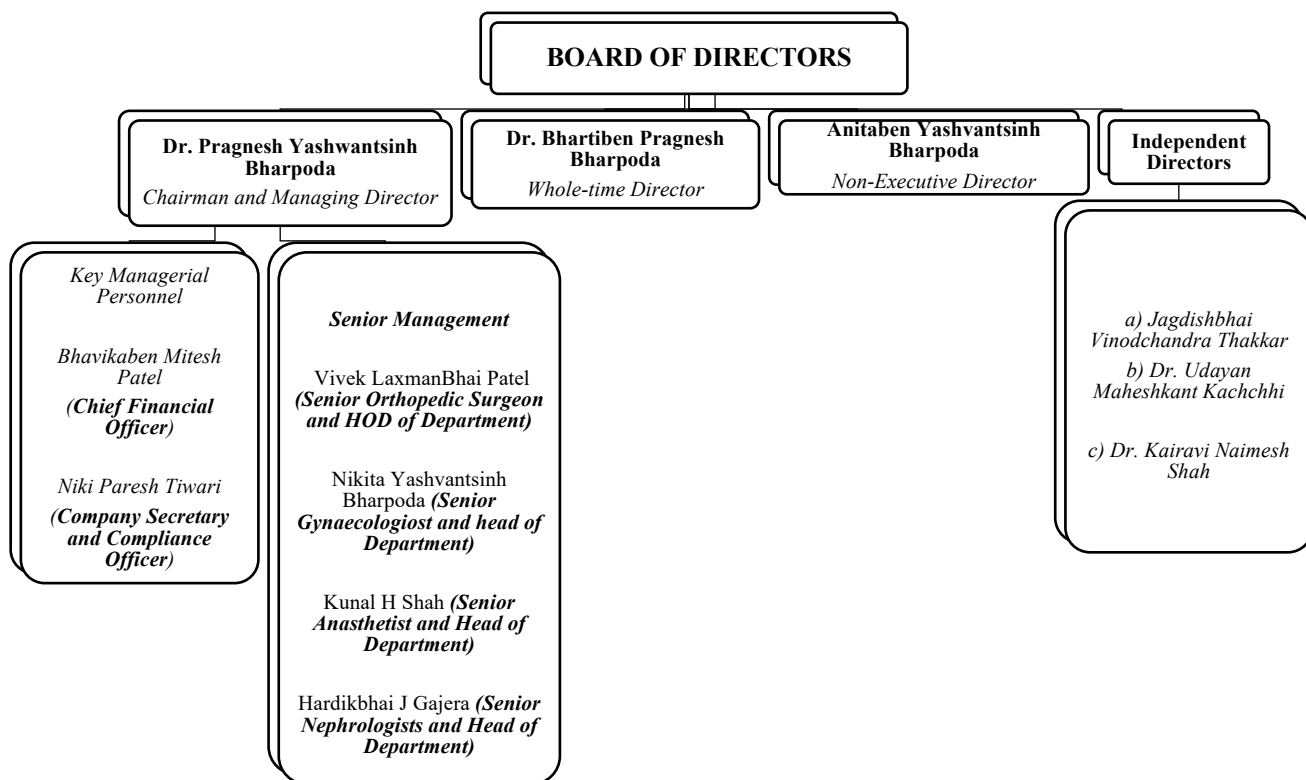 BOARD OF DIRECTORS
Dr. Pragnesh Yashwantsinh
Bharpoda
Chairman and Managing Director
Dr. Bhartiben Pragnesh
Bharpoda
Whole-time Director
Anitaben Yashvantsinh
Bharpoda
Non-Executive Director
Independent
Directors
Key Managerial
Personnel
Bhavikaben Mitesh
Patel
(Chief Financial
Officer)
Niki Paresh Tiwari
(Company Secretary
and Compliance
Officer)
Senior Management
Vivek LaxmanBhai Patel
(Senior Orthopedic Surgeon
and HOD of Department)
Nikita Yashvantsinh
Bharpoda (Senior
Gynaecologiost and head of
Department)
Kunal H Shah (Senior
Anasthetist and Head of
Department)
Hardikbhai J Gajera (Senior
Nephrologists and Head of
Department)
a) Jagdishbhai
Vinodchandra Thakkar
b) Dr. Udayan
Maheshkant Kachchhi
c) Dr. Kairavi Naimesh
Shah